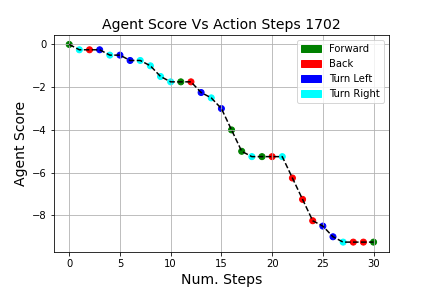 Agent Score Vs Action Steps 1702
Forward
Back
Turn Left
Turn Right
Agent Score
0
−2
−4
−6
−8
0 5 10 15 20 25 30
Num. Steps